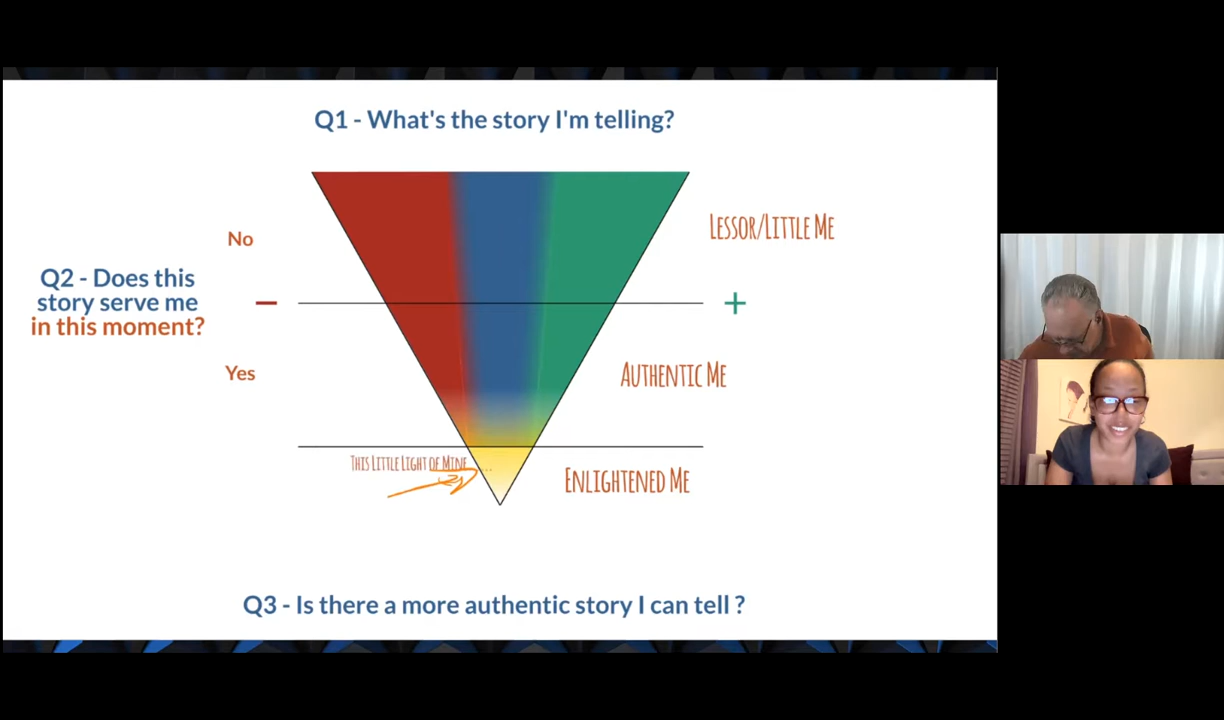 Q1 - What's the story I'm telling?
No
Lessor/Little Me
Q2 - Does this
story serve me
in this moment?
− +
Yes
Authentic Me
This Little Light of Mine ....
Enlightened Me
Q3 - Is there a more authentic story I can tell ?